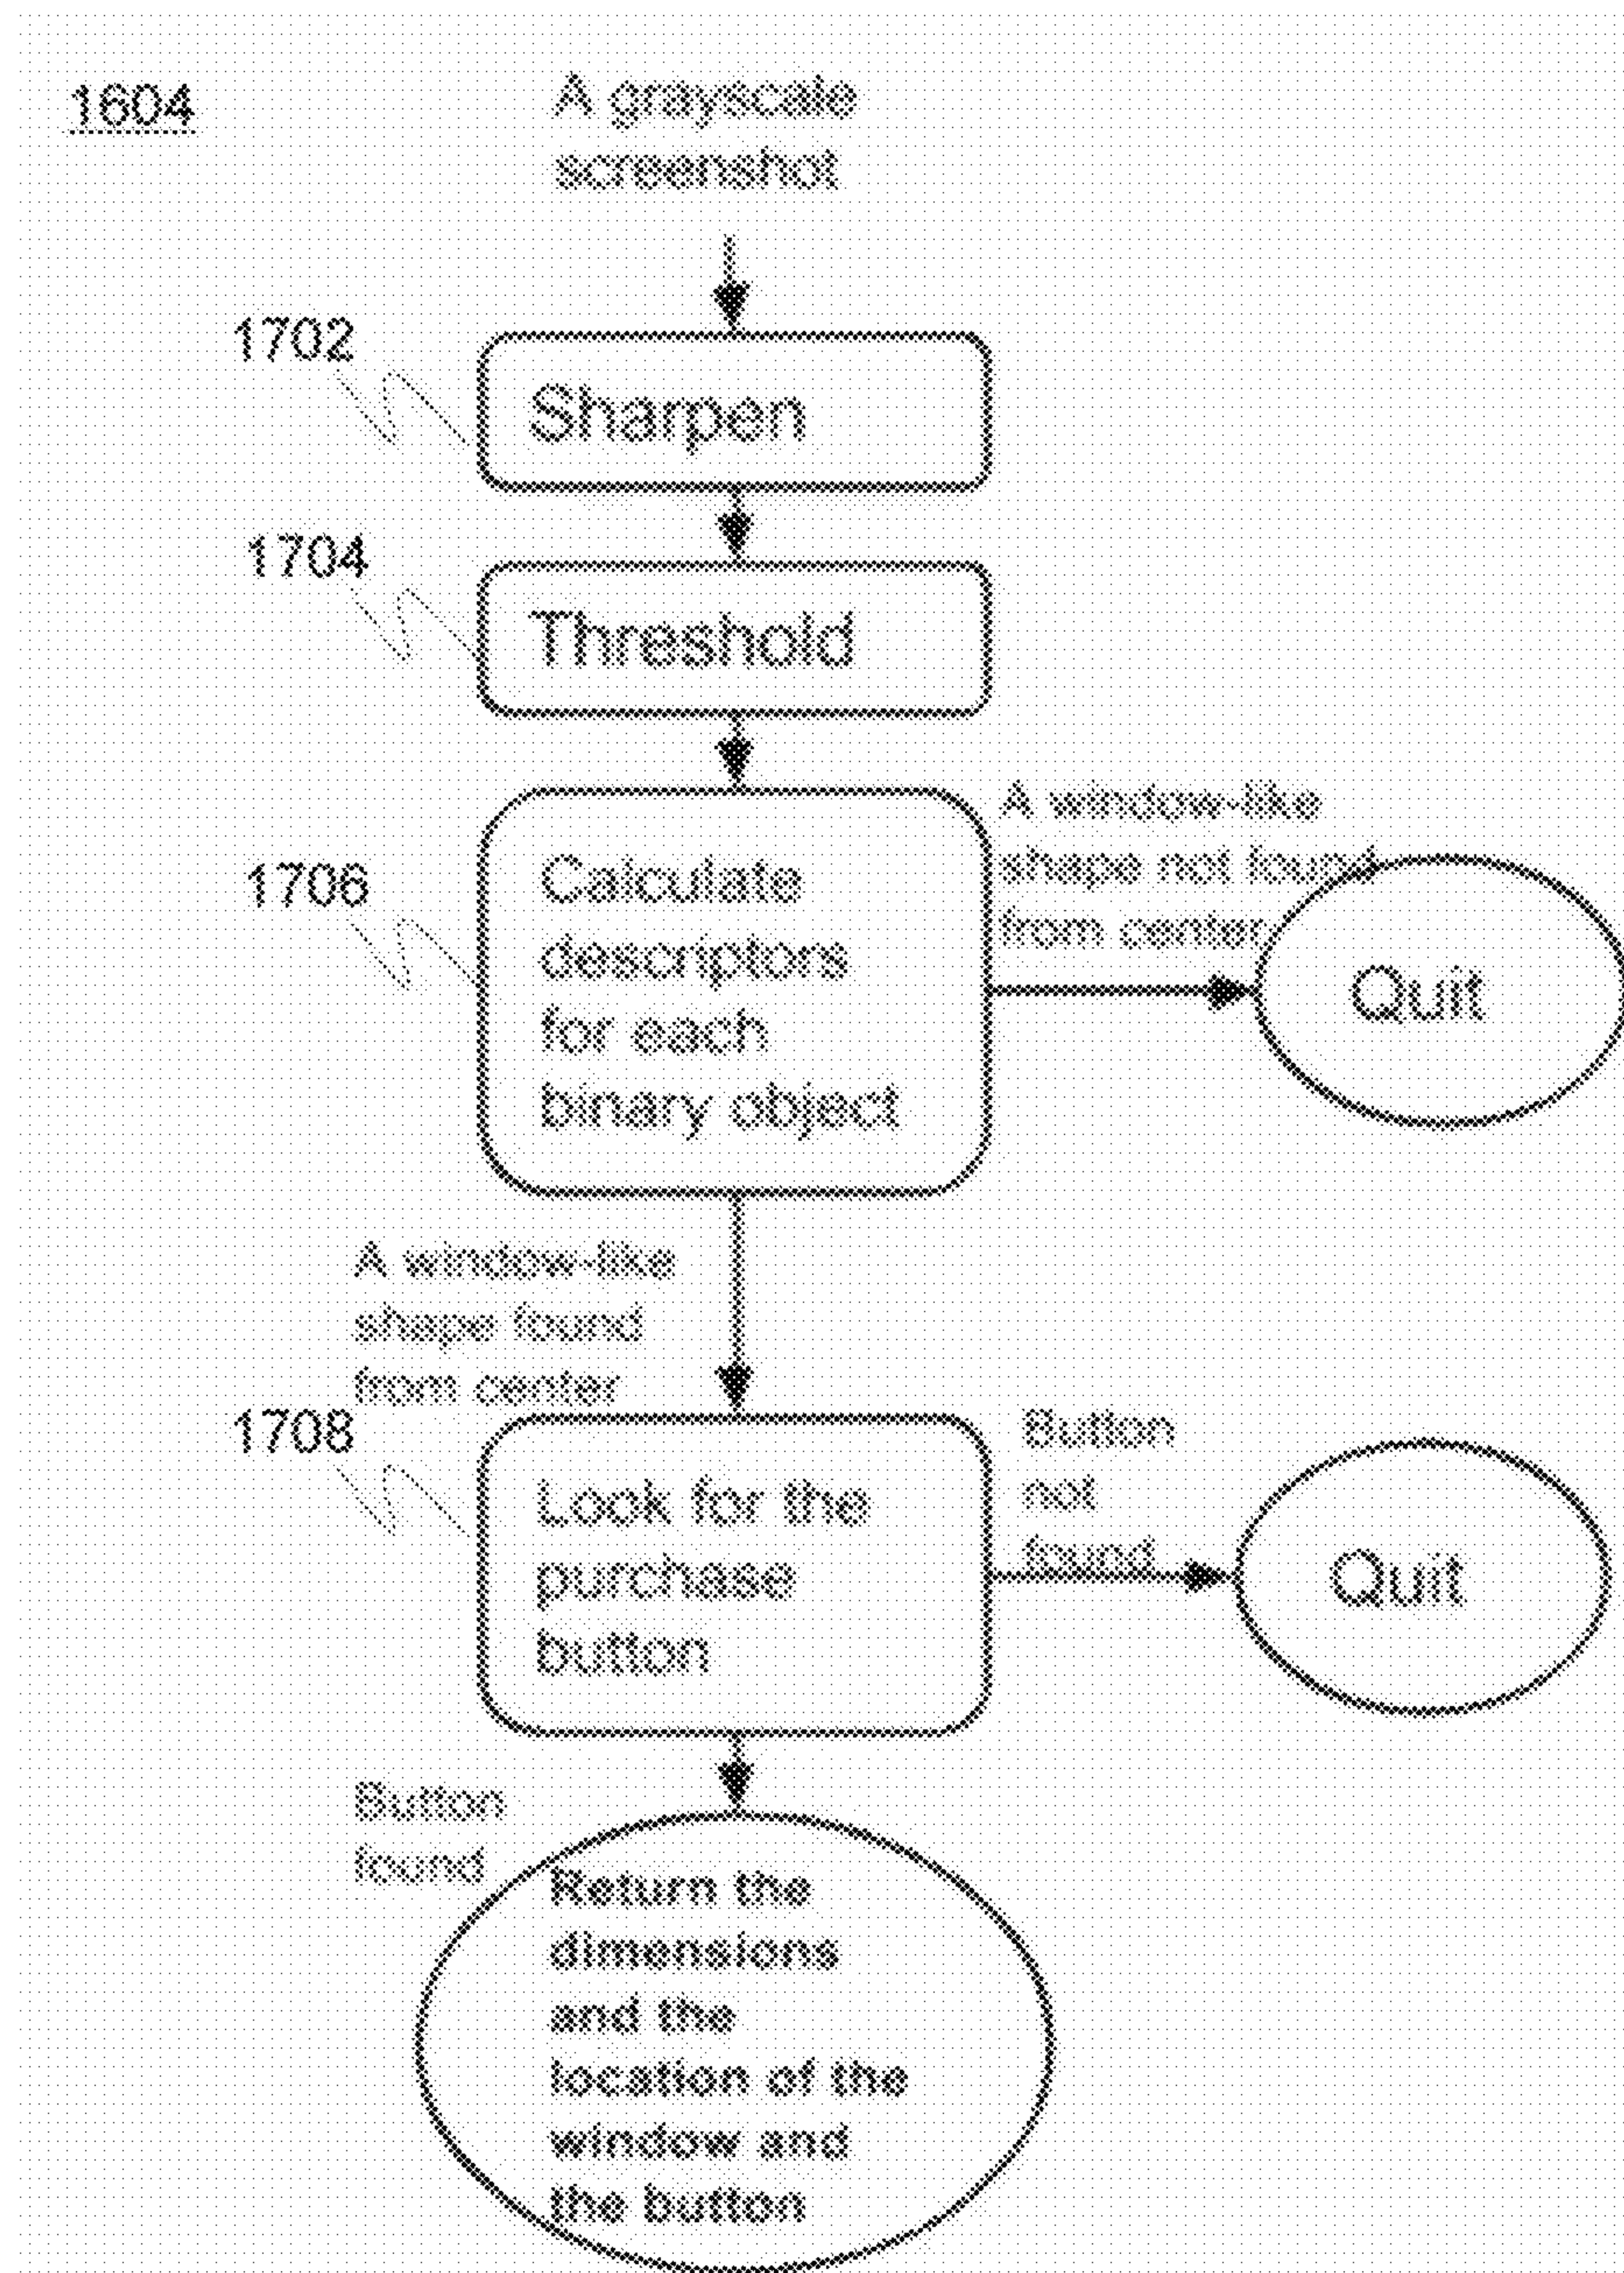 1604
A grayscale
screenshot
1702
Sharpen
1704
Threshold
1706
Calculate
descriptors
for each
binary object
A window-like
shape not found
from center
Quit
A window-like
shape found
from center
1708
Look for the
purchase
button
Button
not
found
Quit
Button
found
Return the
dimensions
and the
location of the
window and
the button